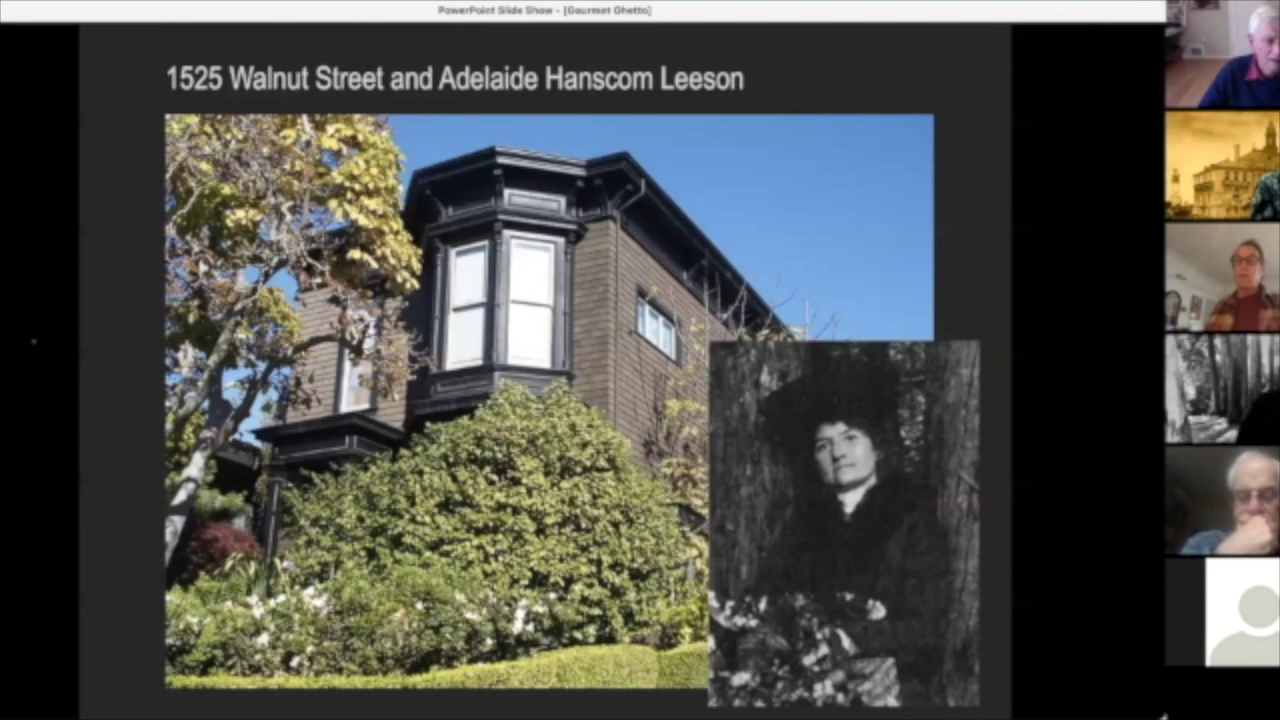 PowerPoint Slide Show - [Gourmet Ghetto]
1525 Walnut Street and Adelaide Hanscom Leeson